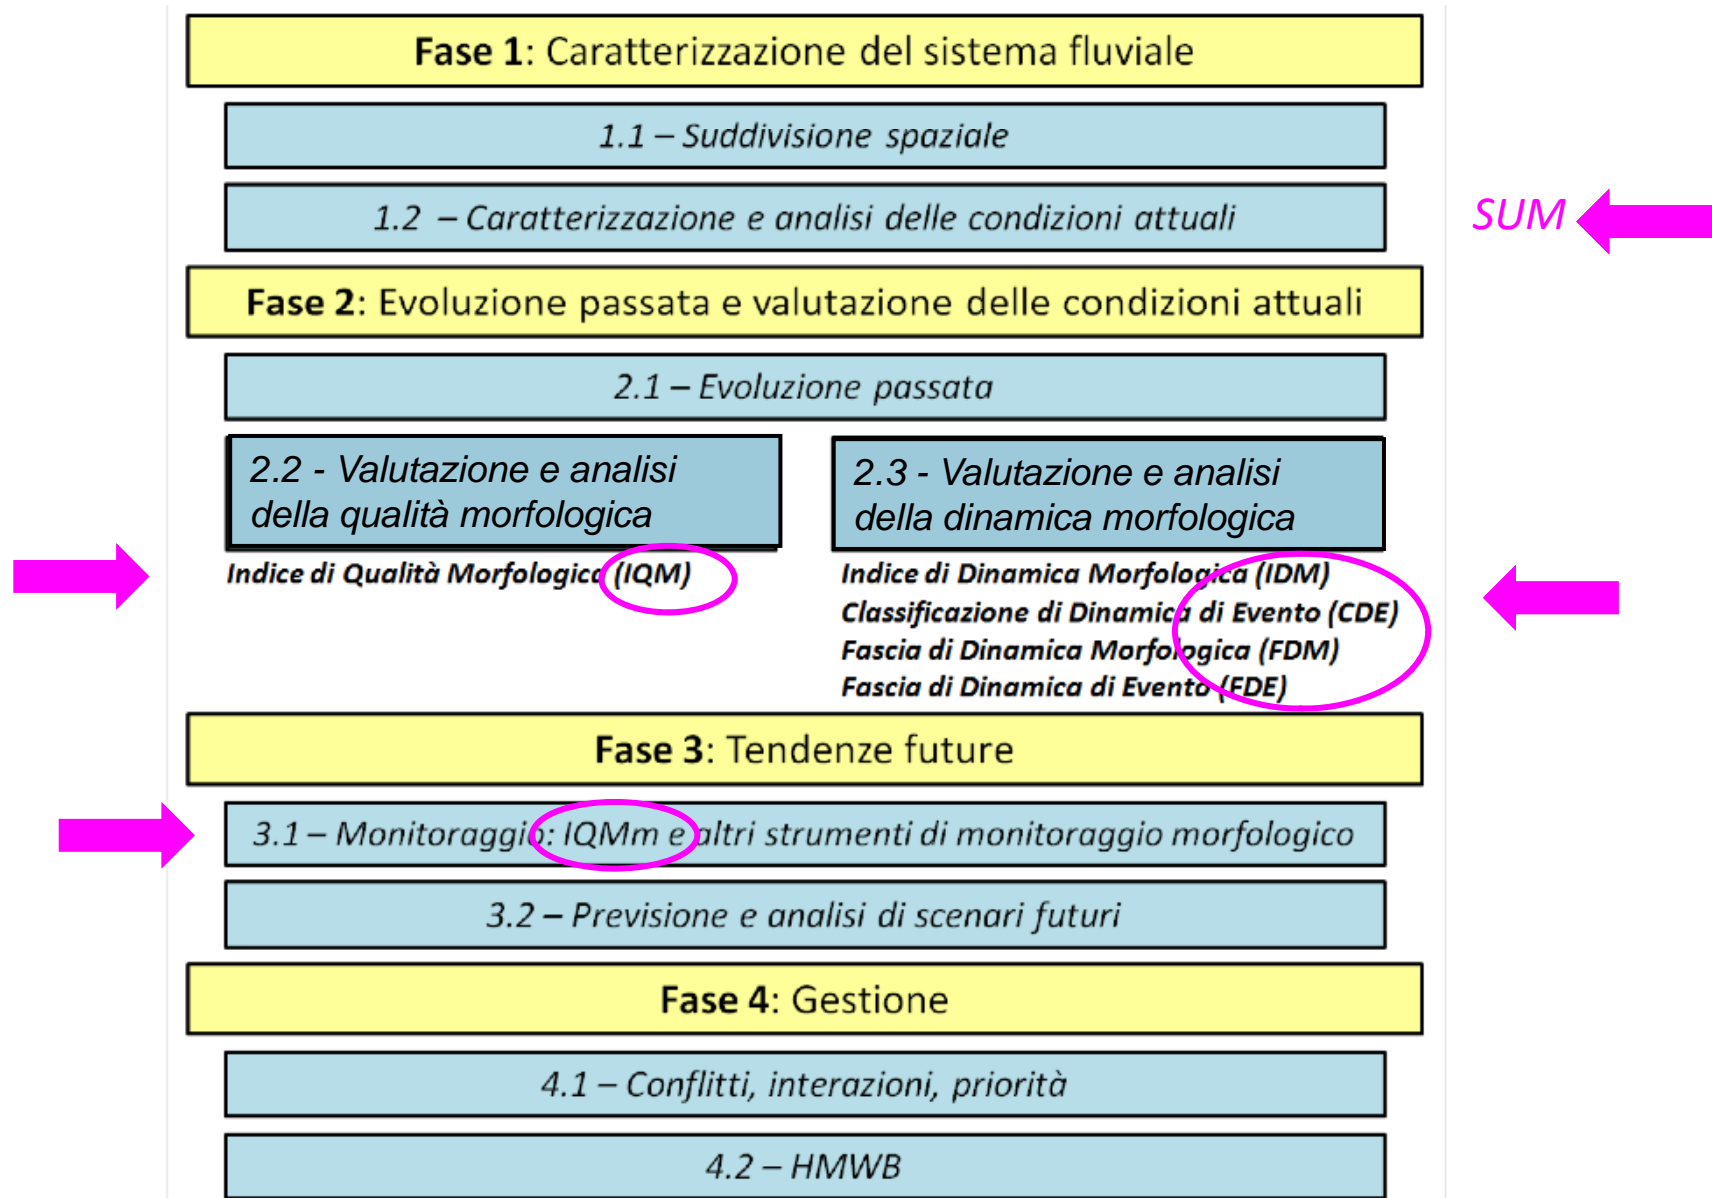 Fase 1: Caratterizzazione del sistema fluviale
1.1 – Suddivisione spaziale
1.2 – Caratterizzazione e analisi delle condizioni attuali
SUM
Fase 2: Evoluzione passata e valutazione delle condizioni attuali
2.1 – Evoluzione passata
2.2 - Valutazione e analisi
della qualità morfologica
Indice di Qualità Morfologica (IQM)
2.3 - Valutazione e analisi
della dinamica morfologica
Indice di Dinamica Morfologica (IDM)
Classificazione di Dinamica di Evento (CDE)
Fascia di Dinamica Morfologica (FDM)
Fascia di Dinamica di Evento (FDE)
Fase 3: Tendenze future
3.1 – Monitoraggio: IQMm e altri strumenti di monitoraggio morfologico
3.2 – Previsione e analisi di scenari futuri
Fase 4: Gestione
4.1 – Conflitti, interazioni, priorità
4.2 – HMWB